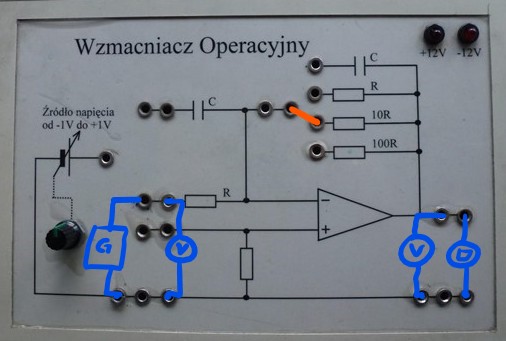 Wzmacniacz Operacyjny
+12V -12V
C
C
R
10R
100R
Źródło napięcia
od -1V do +1V
R
−
+
G
V
V
O